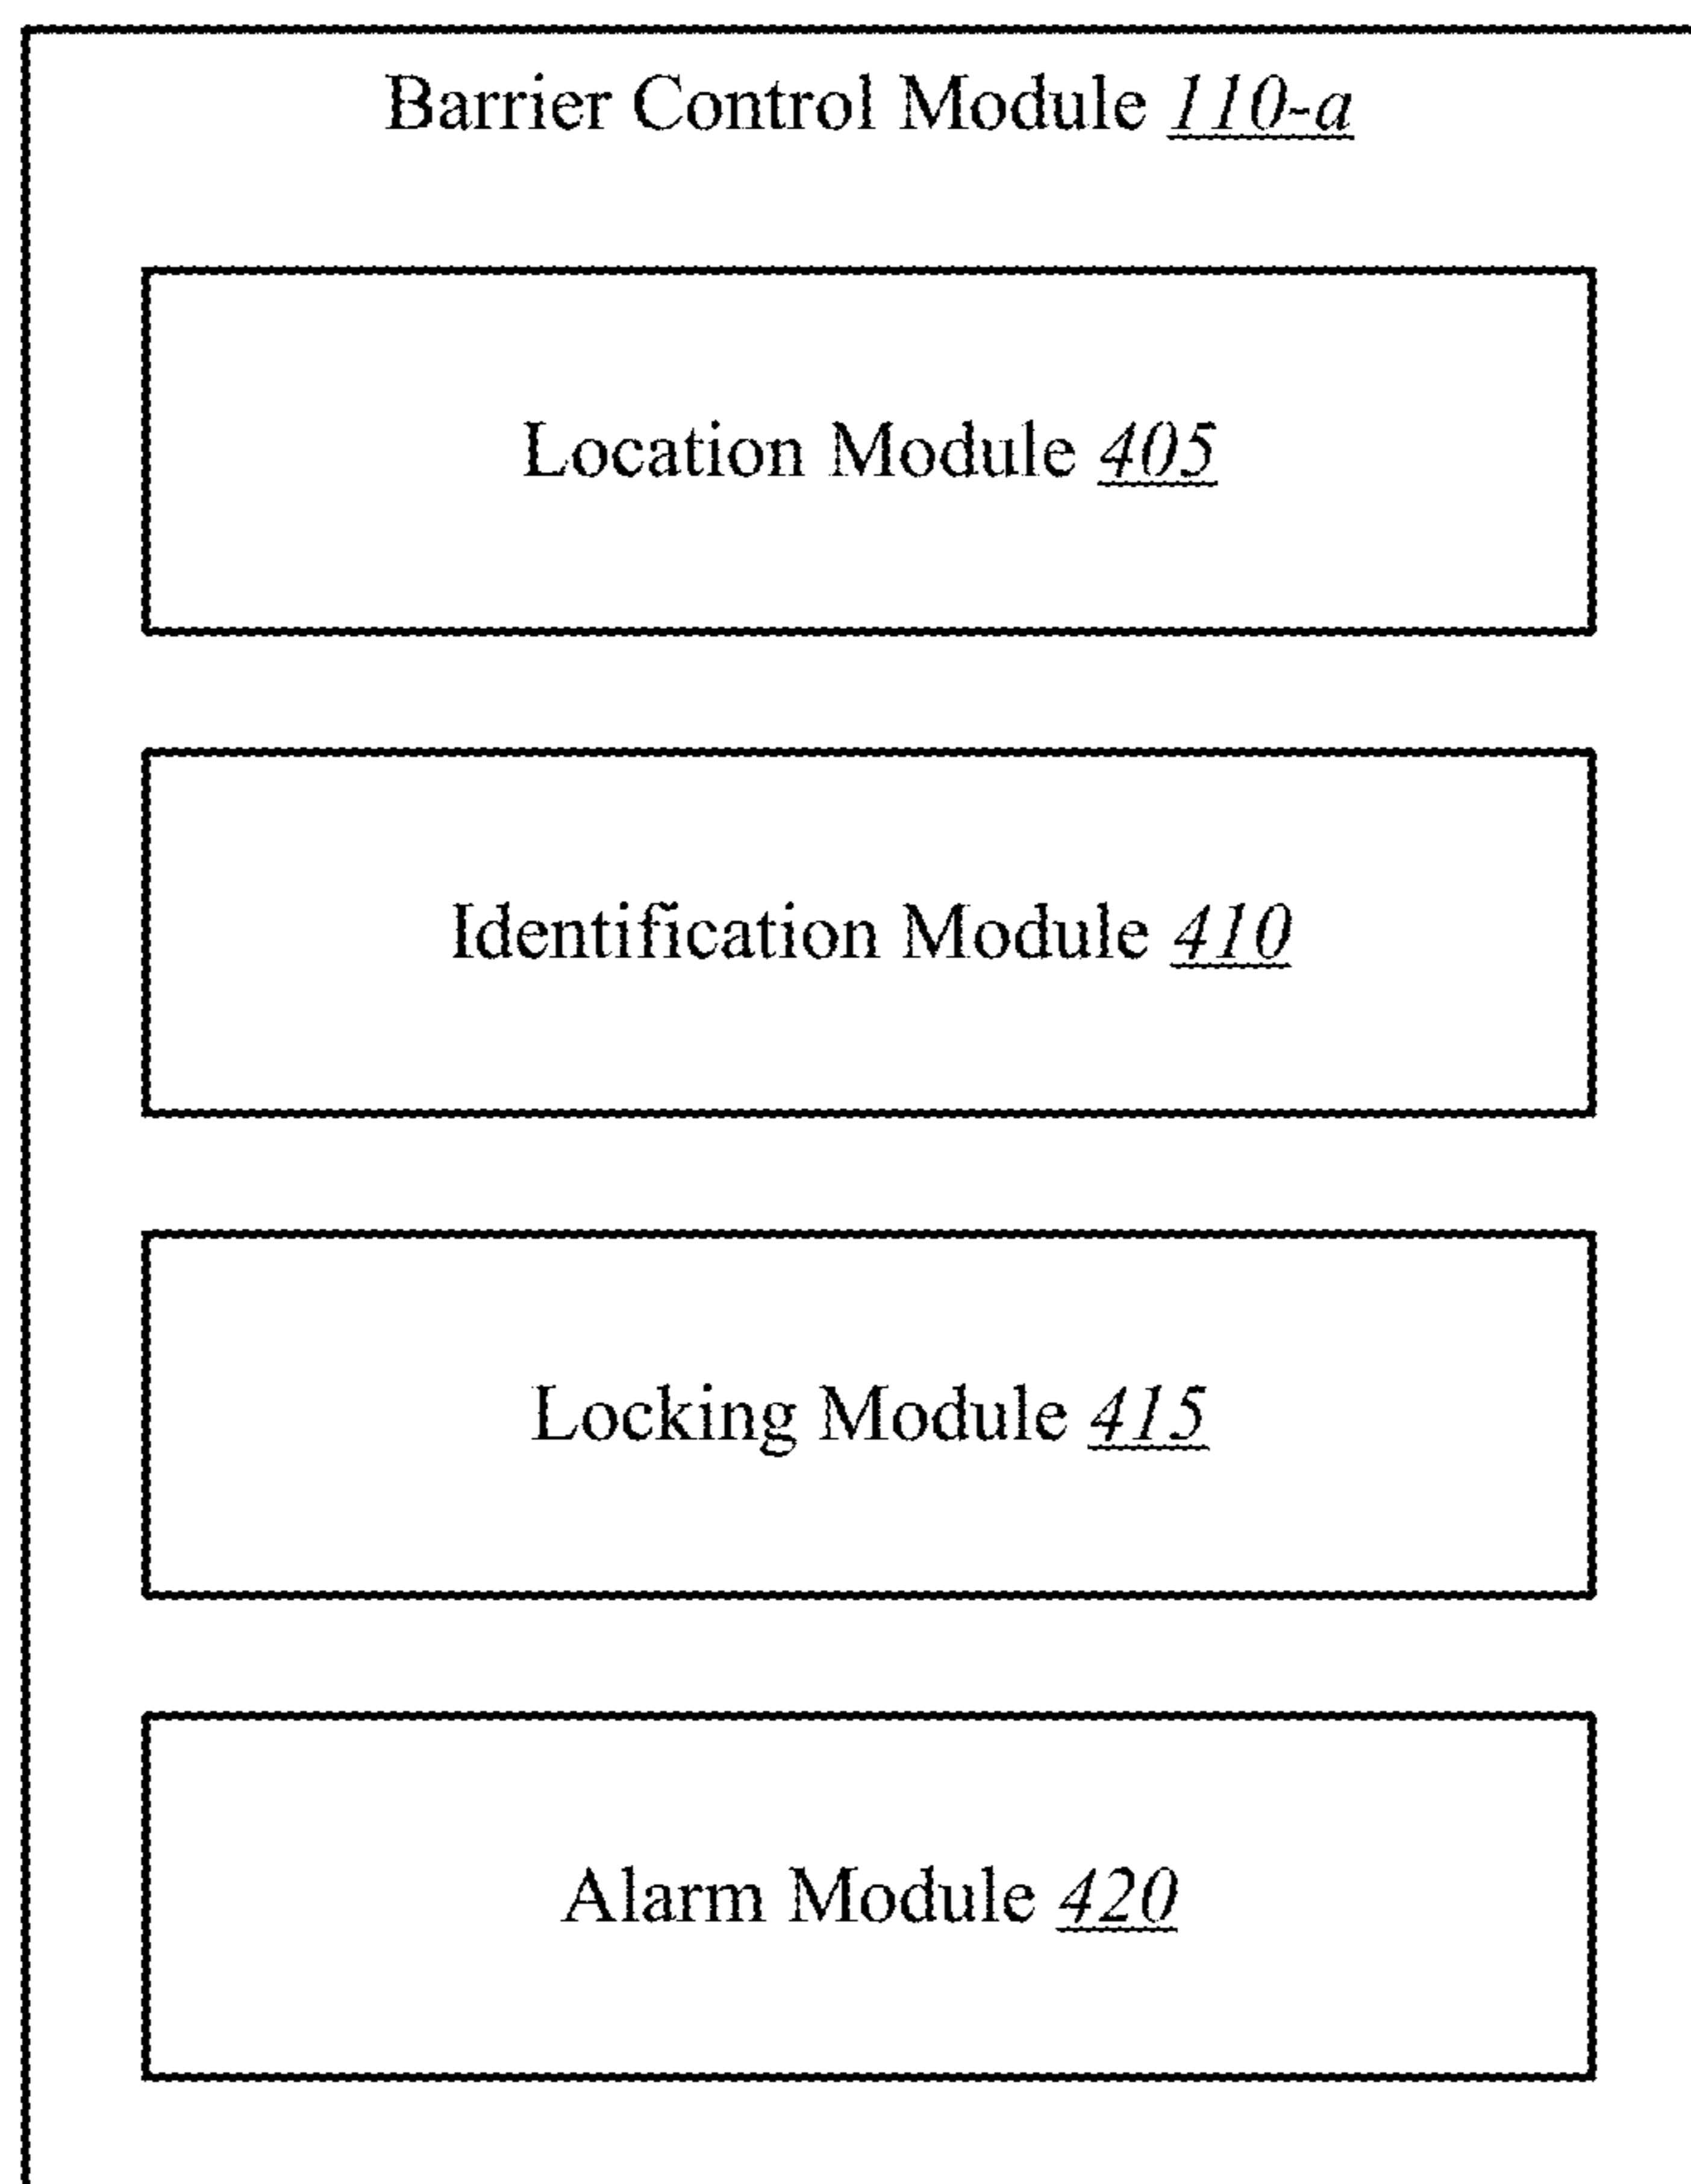 Barrier Control Module 110-a
Location Module 405
Identification Module 410
Locking Module 415
Alarm Module 420